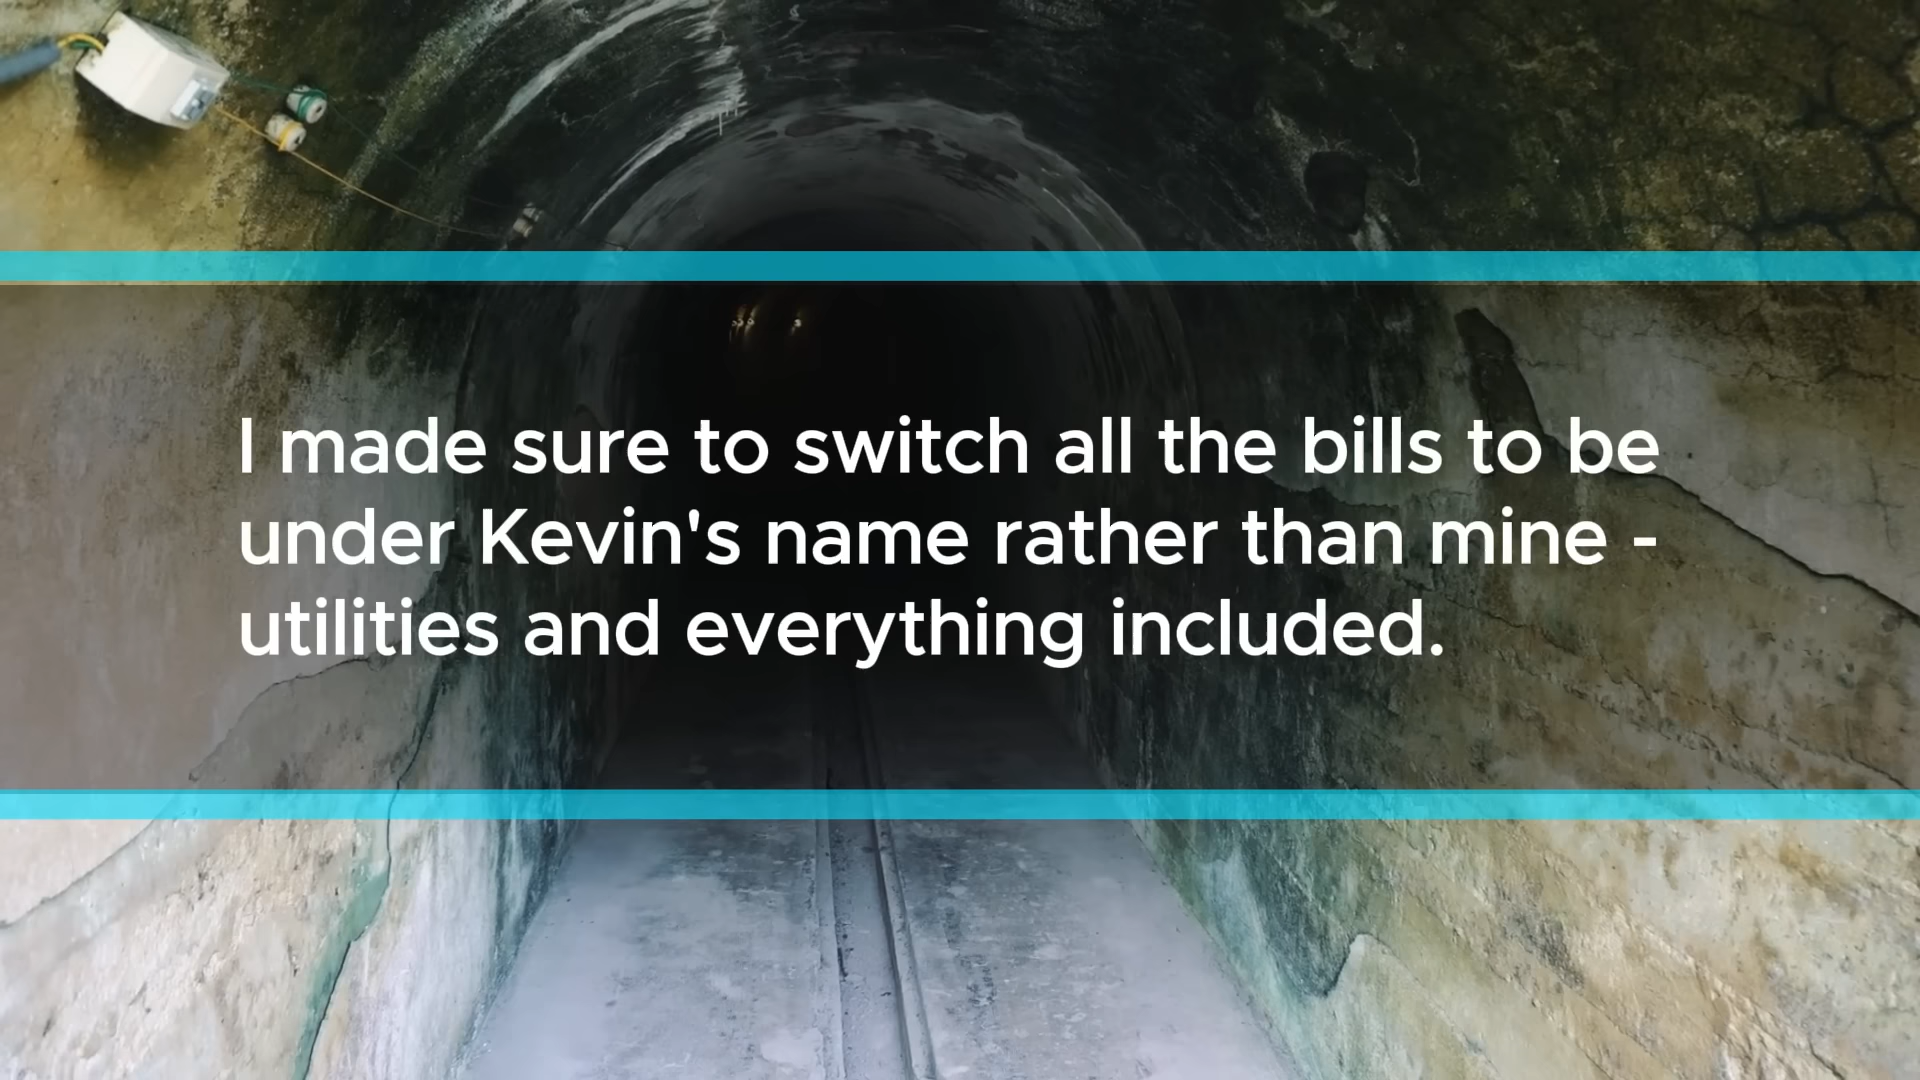 I made sure to switch all the bills to be
under Kevin's name rather than mine -
utilities and everything included.